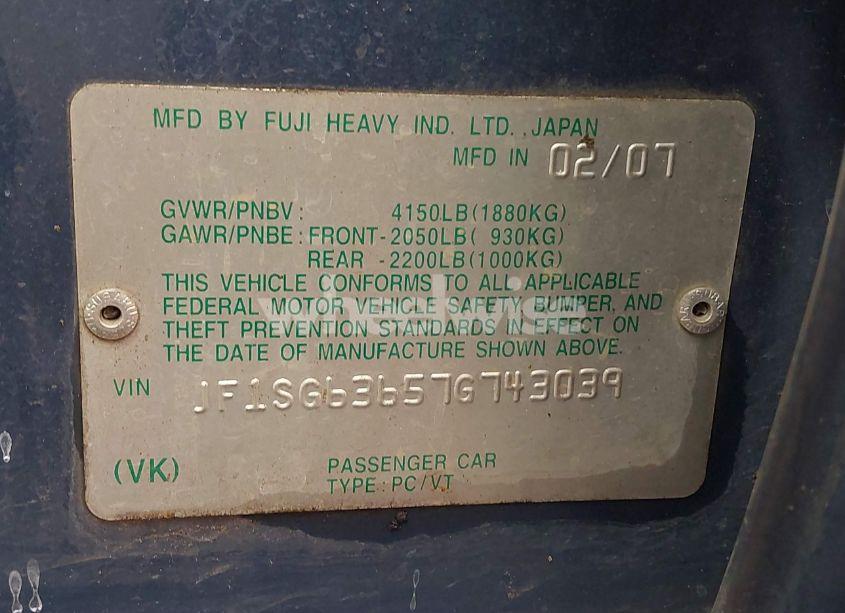 MFD BY FUJI HEAVY IND. LTD., JAPAN
MFD IN 02/07
GVWR/PNBV: 4150LB(1880KG)
GAWR/PNBE: FRONT-2050LB( 930KG)
REAR -2200LB(1000KG)
THIS VEHICLE CONFORMS TO ALL APPLICABLE
FEDERAL MOTOR VEHICLE SAFETY, BUMPER, AND
THEFT PREVENTION STANDARDS IN EFFECT ON
THE DATE OF MANUFACTURE SHOWN ABOVE.
VIN JF1SG63657G743039
(VK)
PASSENGER CAR
TYPE: PC/VT